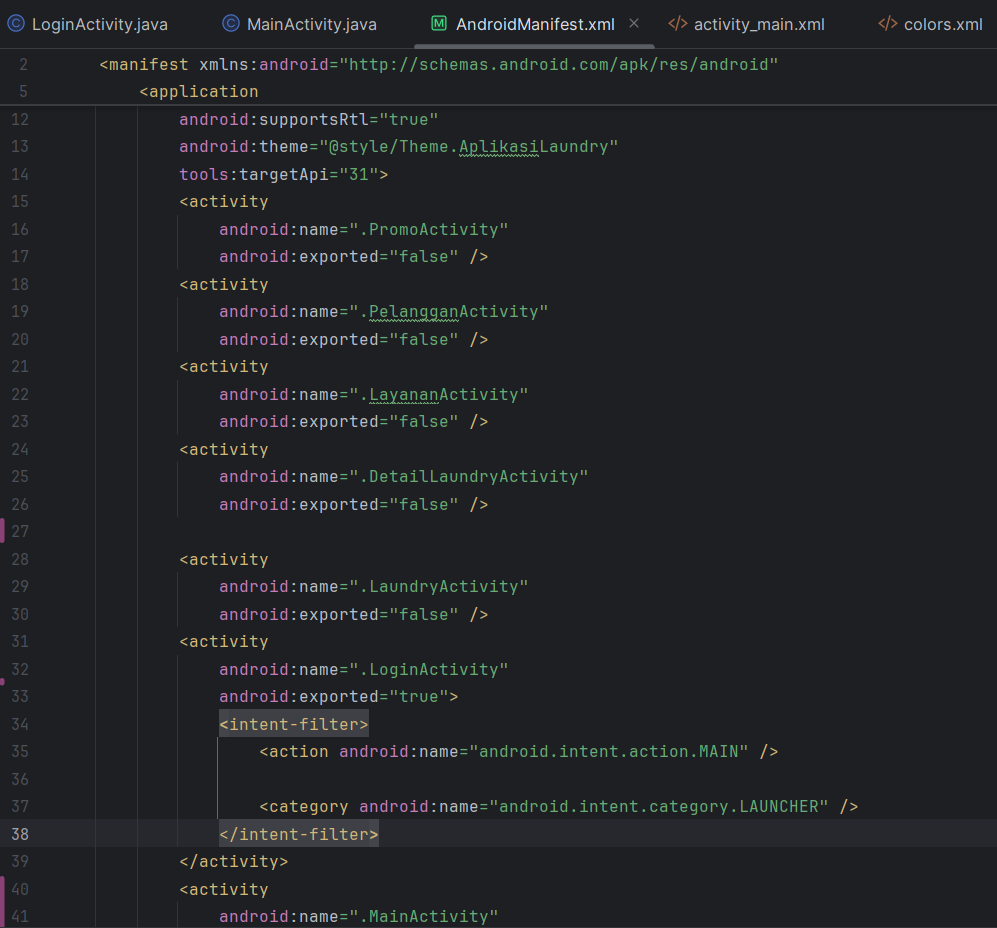 LoginActivity.java MainActivity.java AndroidManifest.xml activity_main.xml colors.xml
2 <manifest xmlns:android="http://schemas.android.com/apk/res/android"
5 <application
12 android:supportsRtl="true"
13 android:theme="@style/Theme.AplikasiLaundry"
14 tools:targetApi="31">
15 <activity
16 android:name=".PromoActivity"
17 android:exported="false" />
18 <activity
19 android:name=".PelangganActivity"
20 android:exported="false" />
21 <activity
22 android:name=".LayananActivity"
23 android:exported="false" />
24 <activity
25 android:name=".DetailLaundryActivity"
26 android:exported="false" />
27
28 <activity
29 android:name=".LaundryActivity"
30 android:exported="false" />
31 <activity
32 android:name=".LoginActivity"
33 android:exported="true">
34 <intent-filter>
35 <action android:name="android.intent.action.MAIN" />
36
37 <category android:name="android.intent.category.LAUNCHER" />
38 </intent-filter>
39 </activity>
40 <activity
41 android:name=".MainActivity"